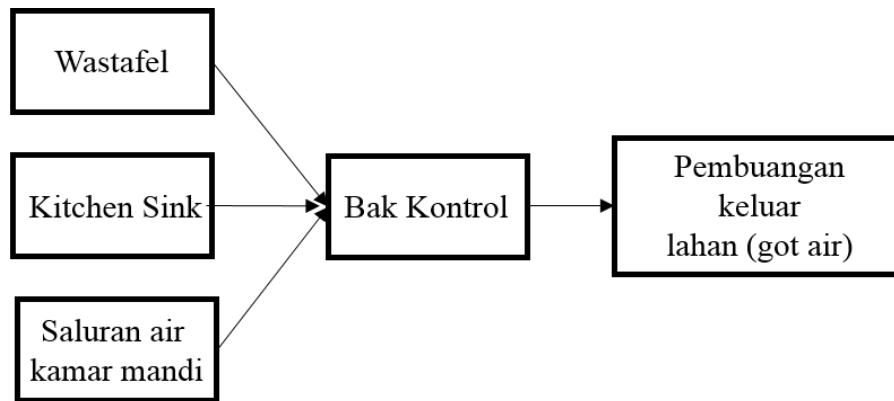 Wastafel
Kitchen Sink
Saluran air
kamar mandi
Bak Kontrol
Pembuangan
keluar
lahan (got air)